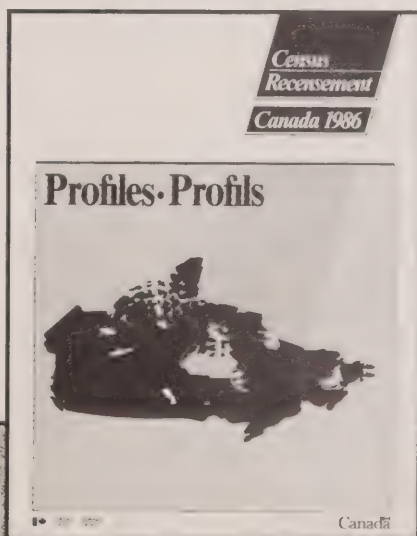 Census
Recensement
Canada 1986
Profiles • Profils
Canada